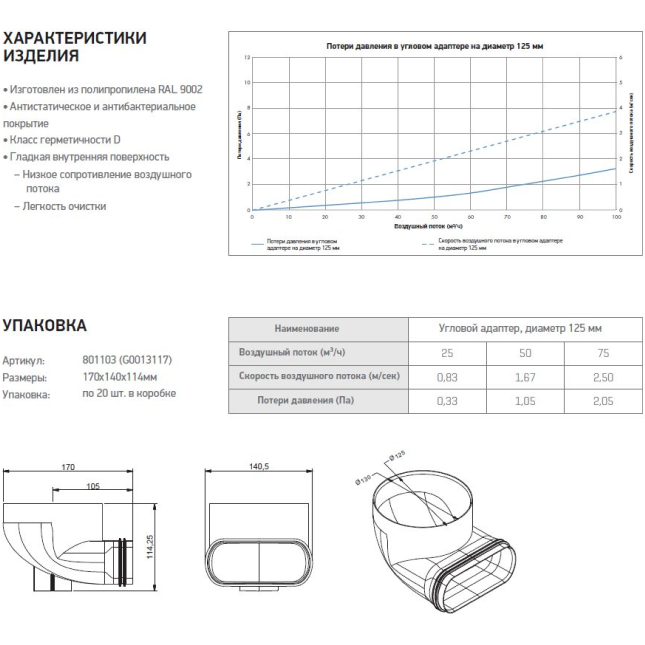 ХАРАКТЕРИСТИКИ
ИЗДЕЛИЯ
• Изготовлен из полипропилена RAL 9002
• Антистатическое и антибактериальное
покрытие
• Класс герметичности D
• Гладкая внутренняя поверхность
– Низкое сопротивление воздушного
потока
– Легкость очистки
Потери давления в угловом адаптере на диаметр 125 мм
12
10
8
6
4
2
0
Потери давления (Па)
6
5
4
3
2
1
0
Скорость воздушного потока (м/сек)
0 10 20 30 40 50 60 70 80 90 100
Воздушный поток (м³/ч)
Потери давления в угловом
адаптере на диаметр 125 мм
Скорость воздушного потока в угловом адаптере
на диаметр 125 мм
УПАКОВКА
Артикул: 801103 (G0013117)
Размеры: 170х140х114мм
Упаковка: по 20 шт. в коробке
Наименование Угловой адаптер, диаметр 125 мм
Воздушный поток (м³/ч) 25 50 75
Скорость воздушного потока (м/сек) 0,83 1,67 2,50
Потери давления (Па) 0,33 1,05 2,05
170
105
114,25
140,5
Ø125
Ø130